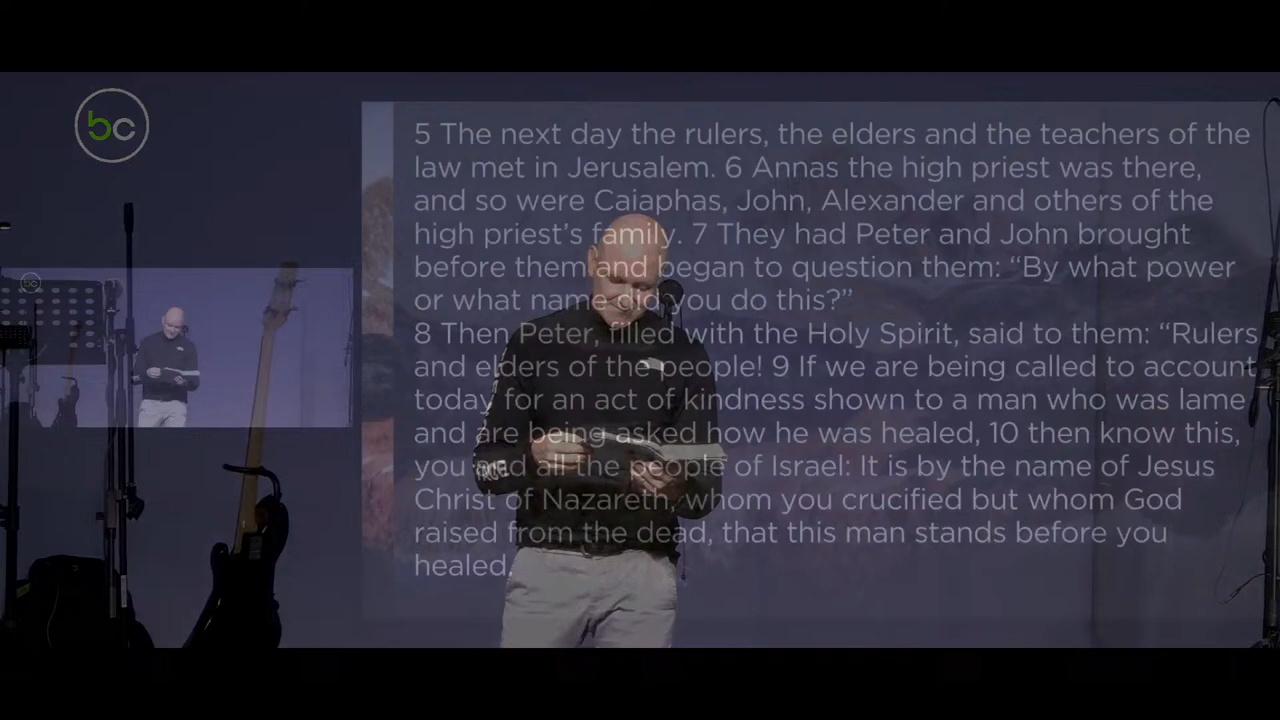 bc
5 The next day the rulers, the elders and the teachers of the
law met in Jerusalem. 6 Annas the high priest was there,
and so were Caiaphas, John, Alexander and others of the
high priest's family. 7 They had Peter and John brought
before them and began to question them: “By what power
or what name did you do this?”
8 Then Peter, filled with the Holy Spirit, said to them: “Rulers
and elders of the people! 9 If we are being called to account
today for an act of kindness shown to a man who was lame
and are being asked how he was healed, 10 then know this,
you and all the people of Israel: It is by the name of Jesus
Christ of Nazareth, whom you crucified but whom God
raised from the dead, that this man stands before you
healed.
bc